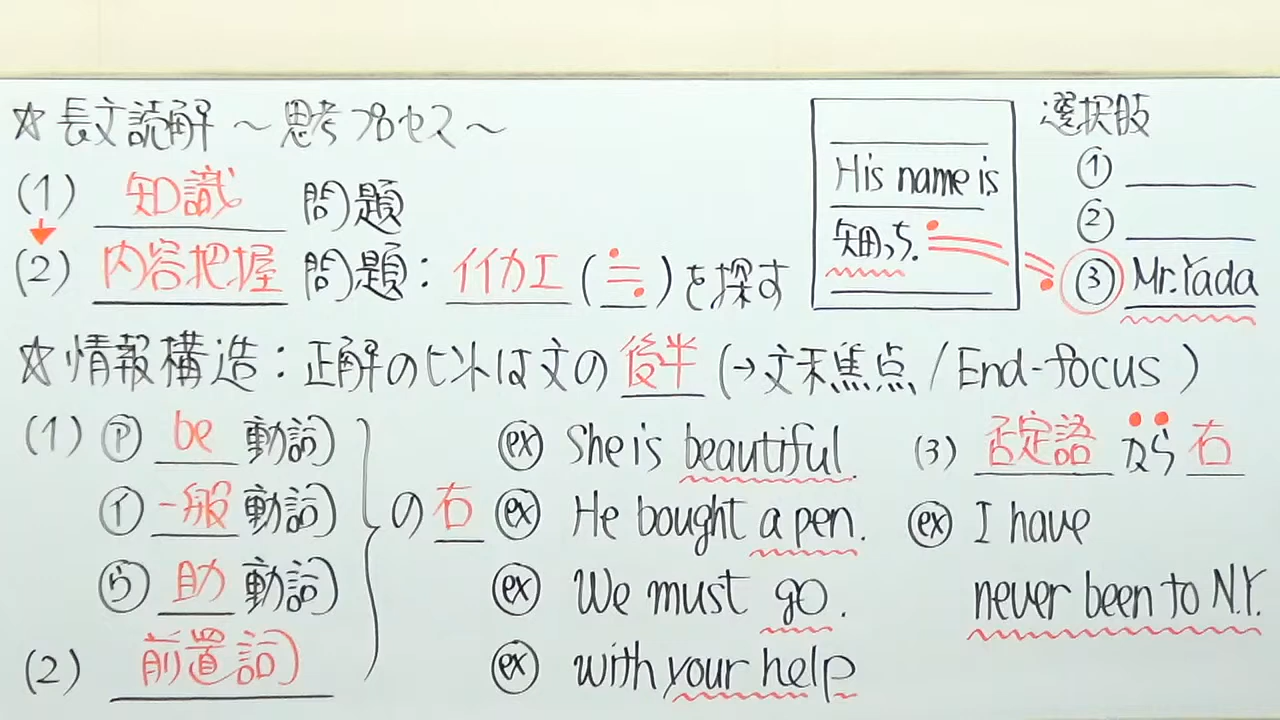 ☆長文読解～思考プロセス～
(1) 知識 問題
(2) 内容把握 問題：イイカエ(≒)を探す
His name is
矢田っち.
選択肢
①
②
③ Mr.Yada
☆情報構造：正解のヒントは文の後半(→文末焦点/End-focus)
(1) ㋐ be 動詞
㋑ 一般 動詞
㋒ 助 動詞
(2) 前置詞
の右
ex She is beautiful.
ex He bought a pen.
ex We must go.
ex with your help
(3) 否定語 から 右
ex I have
never been to N.Y.